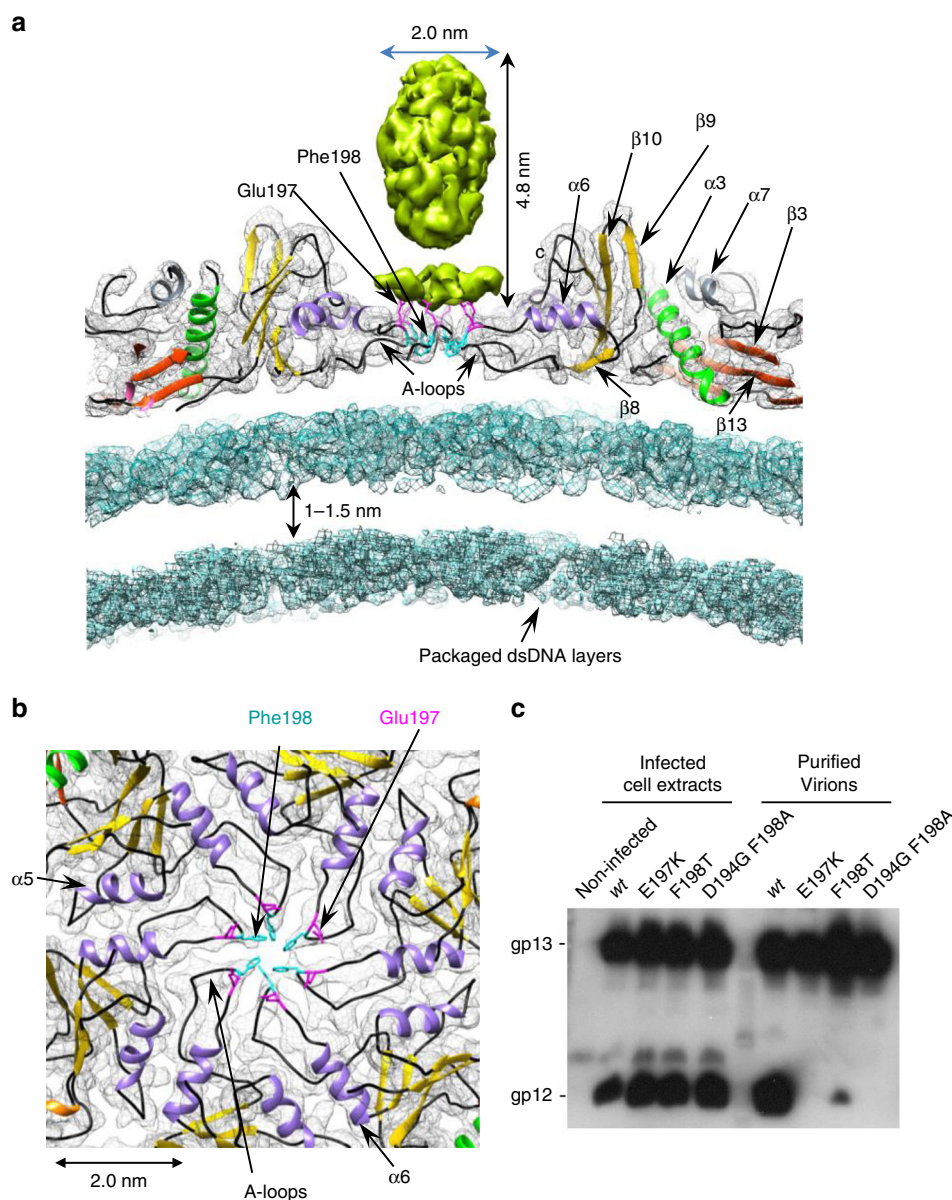 a
2.0 nm
4.8 nm
Phe198
Glu197
β10
β9
α6
α3
α7
β3
c
A-loops
β8
β13
1–1.5 nm
Packaged dsDNA layers
b
Phe198
Glu197
α5
2.0 nm
A-loops
α6
c
Infected cell extracts
Purified Virions
Non-infected
wt
E197K
F198T
D194G F198A
wt
E197K
F198T
D194G F198A
gp13 -
gp12 -